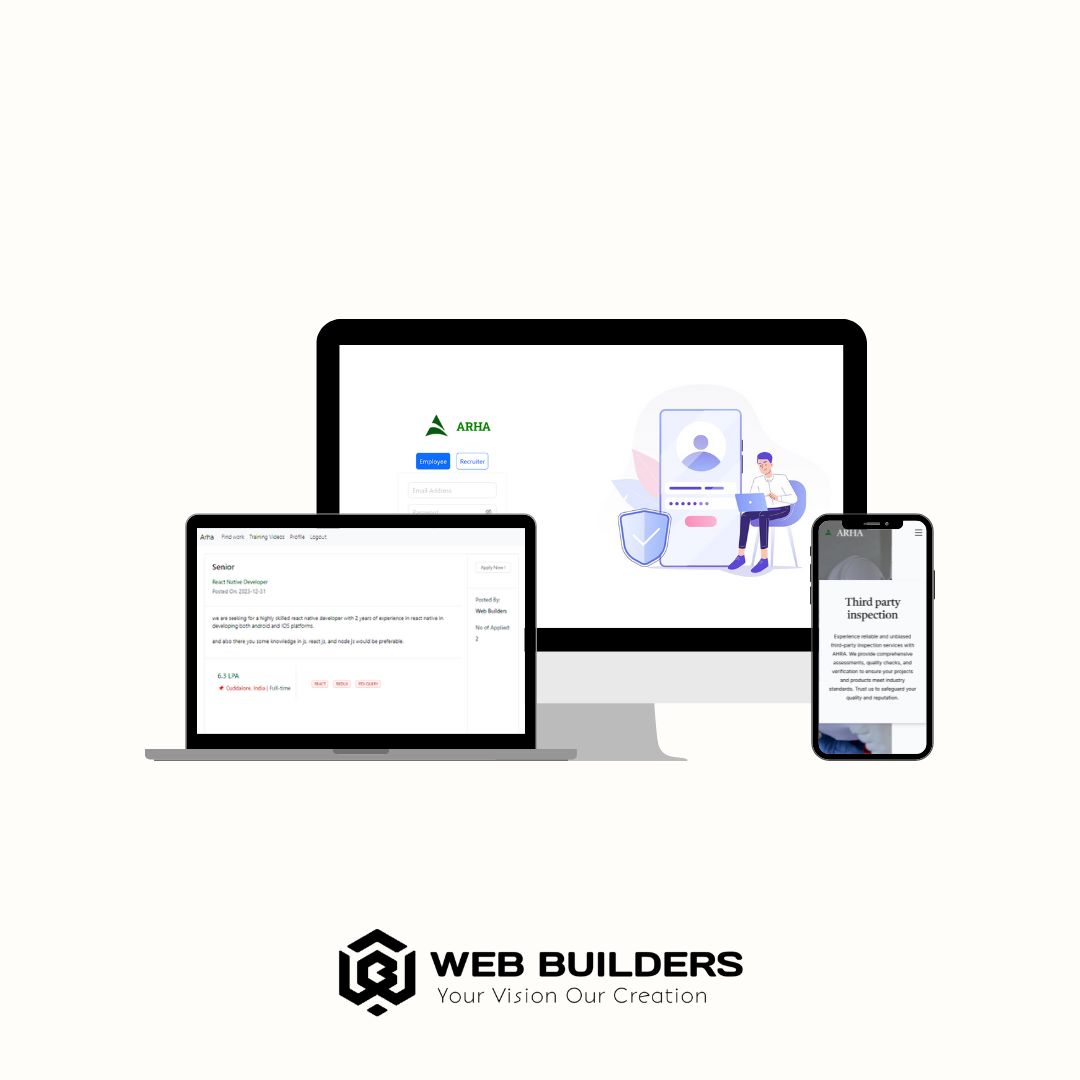 ARHA
Employee
Recruiter
Email Address
Password
Arha Find work Training Videos Profile Logout
Senior
React Native Developer
Posted On: 2023-12-31
we are seeking for a highly skilled react native developer with 2 years of experience in react native in
developing both android and IOS platforms.
and also there you some knowledge in js, react js, and node js would be preferable.
6.3 LPA
Cuddalore, India | Full-time
REACT REDUX RTK QUERY
Apply Now !
Posted By:
Web Builders
No of Applied:
2
ARHA
Third party
inspection
Experience reliable and unbiased
third-party inspection services with
AHRA. We provide comprehensive
assessments, quality checks, and
verification to ensure your projects
and products meet industry
standards. Trust us to safeguard your
quality and reputation.
WEB BUILDERS
Your Vision Our Creation